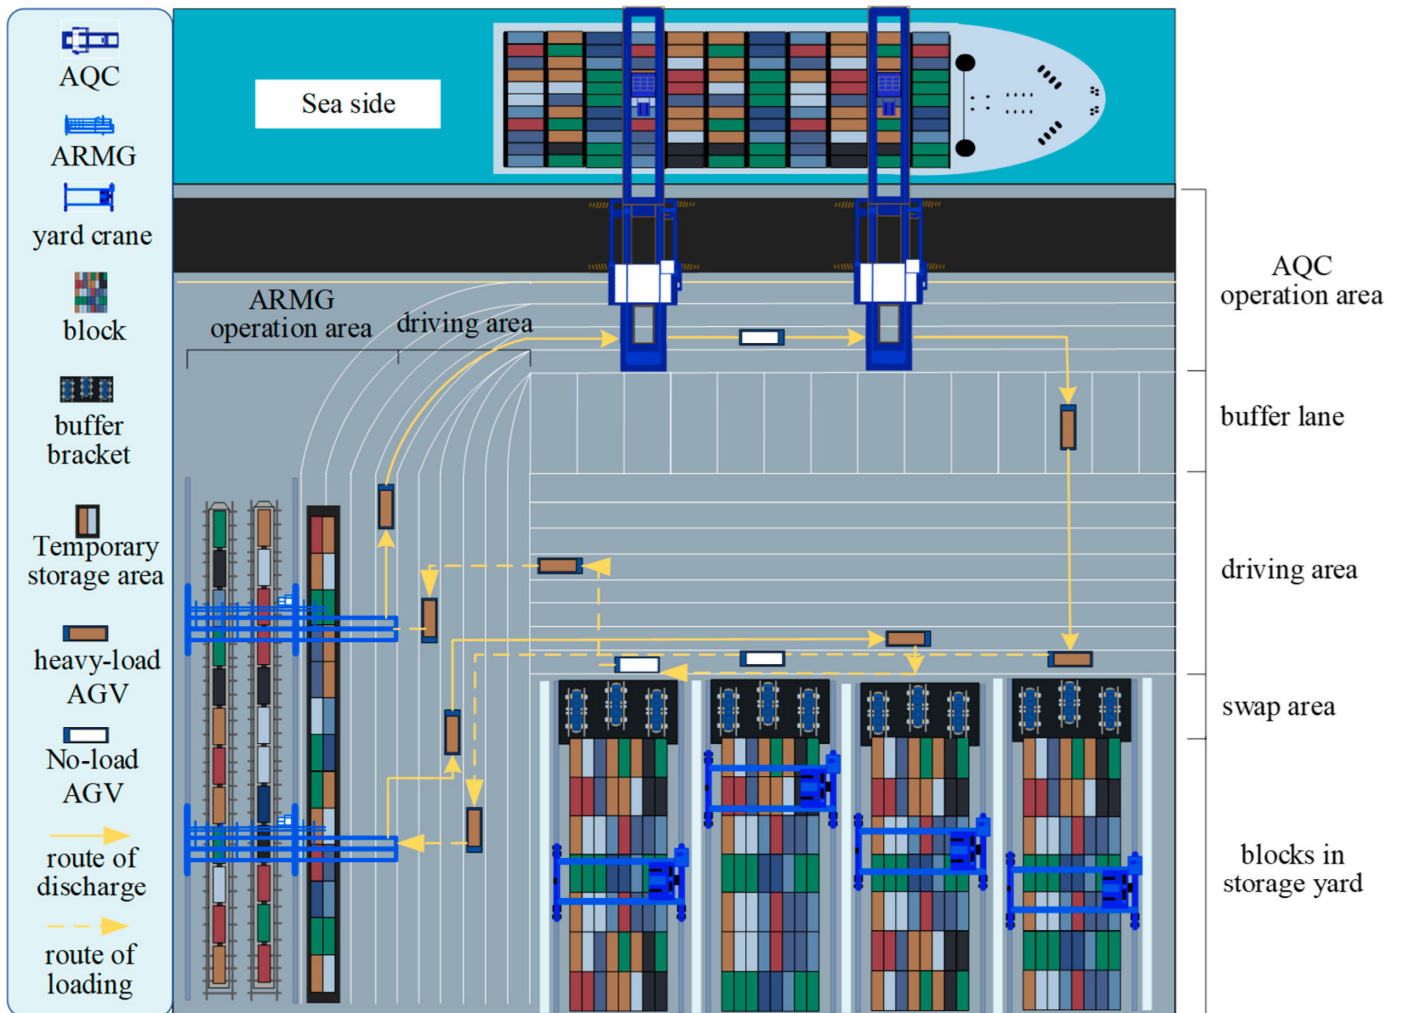 AQC
ARMG
yard crane
block
buffer
bracket
Temporary
storage area
heavy-load
AGV
No-load
AGV
route of
discharge
route of
loading
Sea side
ARMG
operation area
driving area
AQC
operation area
buffer lane
driving area
swap area
blocks in
storage yard